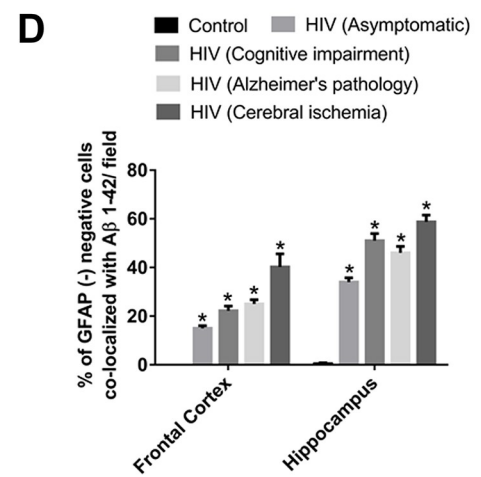 D
Control HIV (Asymptomatic)
HIV (Cognitive impairment)
HIV (Alzheimer's pathology)
HIV (Cerebral ischemia)
% of GFAP (-) negative cells
co-localized with Aβ 1-42/ field
80
60
40
20
0
* * * *
* * * *
Frontal Cortex
Hippocampus